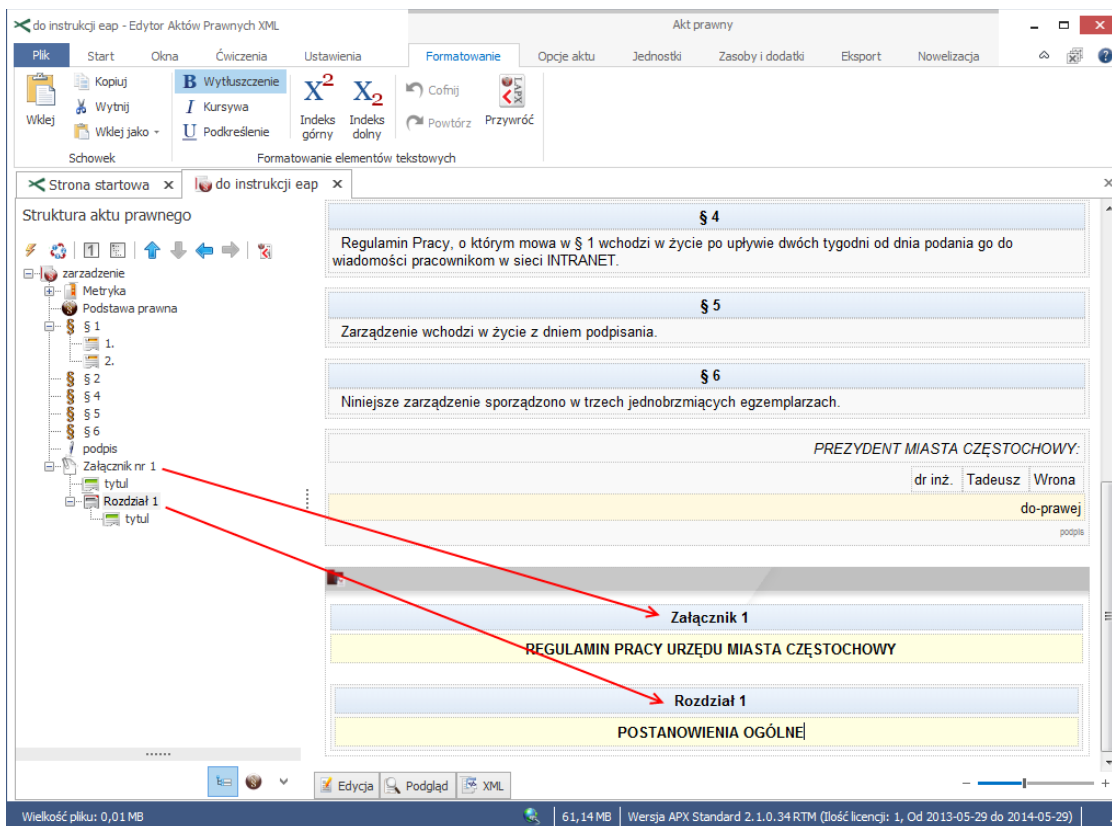 do instrukcji eap - Edytor Aktów Prawnych XML
Akt prawny
Plik Start Okna Ćwiczenia Ustawienia Formatowanie Opcje aktu Jednostki Zasoby i dodatki Eksport Nowelizacja
Wklej
Kopiuj
Wytnij
Wklej jako
Schowek
B Wytłuszczenie
I Kursywa
U Podkreślenie
X2 Indeks górny
X2 Indeks dolny
Cofnij
Powtórz
LAPX
Przywróć
Formatowanie elementów tekstowych
Strona startowa x do instrukcji eap x
Struktura aktu prawnego
zarzadzenie
Metryka
Podstawa prawna
§ 1
1.
2.
§ 2
§ 4
§ 5
§ 6
podpis
Załącznik nr 1
tytul
Rozdział 1
tytul
§ 4
Regulamin Pracy, o którym mowa w § 1 wchodzi w życie po upływie dwóch tygodni od dnia podania go do
wiadomości pracownikom w sieci INTRANET.
§ 5
Zarządzenie wchodzi w życie z dniem podpisania.
§ 6
Niniejsze zarządzenie sporządzono w trzech jednobrzmiących egzemplarzach.
PREZYDENT MIASTA CZĘSTOCHOWY:
dr inż. Tadeusz Wrona
do-prawej
podpis
Załącznik 1
REGULAMIN PRACY URZĘDU MIASTA CZĘSTOCHOWY
Rozdział 1
POSTANOWIENIA OGÓLNE
Edycja Podgląd XML
Wielkość pliku: 0,01 MB 61,14 MB Wersja APX Standard 2.1.0.34 RTM (Ilość licencji: 1, Od 2013-05-29 do 2014-05-29)